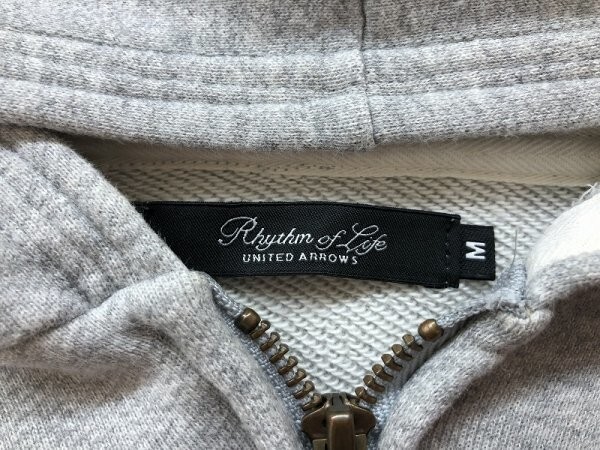 Rhythm of Life
UNITED ARROWS
M